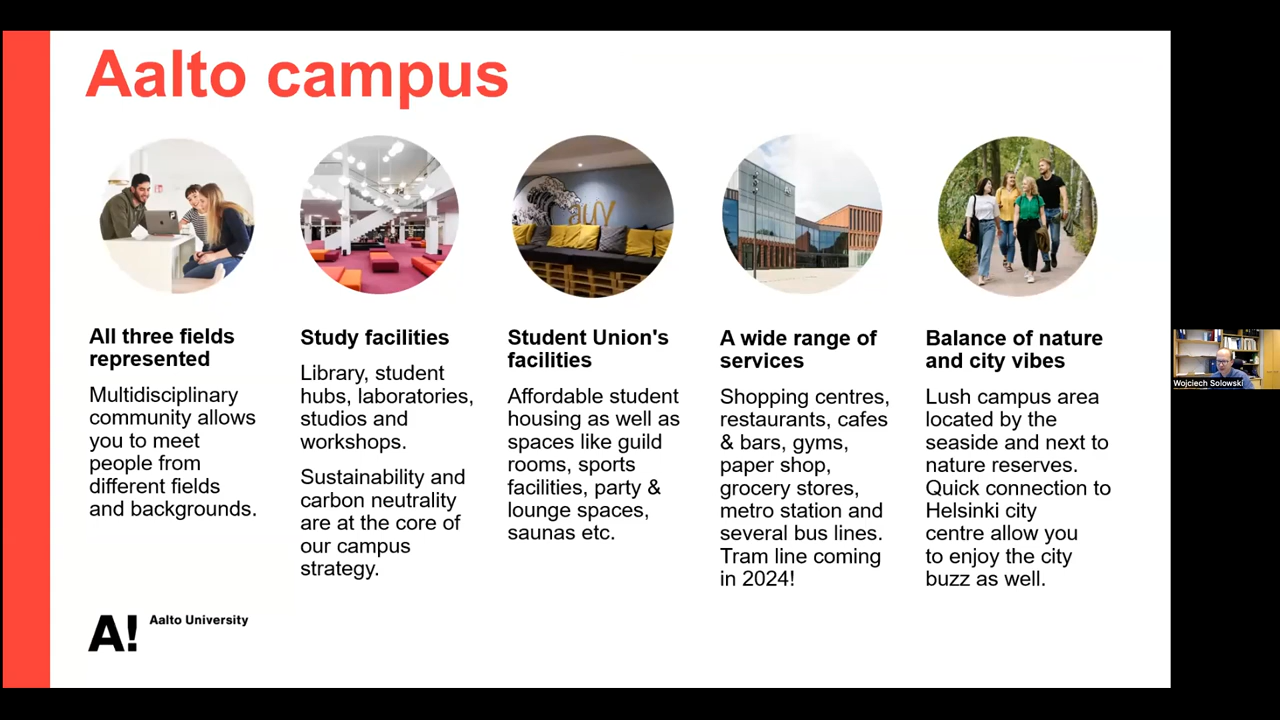 Aalto campus
All three fields
represented
Multidisciplinary
community allows
you to meet
people from
different fields
and backgrounds.
Study facilities
Library, student
hubs, laboratories,
studios and
workshops.
Sustainability and
carbon neutrality
are at the core of
our campus
strategy.
auy
Student Union's
facilities
Affordable student
housing as well as
spaces like guild
rooms, sports
facilities, party &
lounge spaces,
saunas etc.
A wide range of
services
Shopping centres,
restaurants, cafes
& bars, gyms,
paper shop,
grocery stores,
metro station and
several bus lines.
Tram line coming
in 2024!
Balance of nature
and city vibes
Lush campus area
located by the
seaside and next to
nature reserves.
Quick connection to
Helsinki city
centre allow you
to enjoy the city
buzz as well.
A! Aalto University
Wojciech Solowski